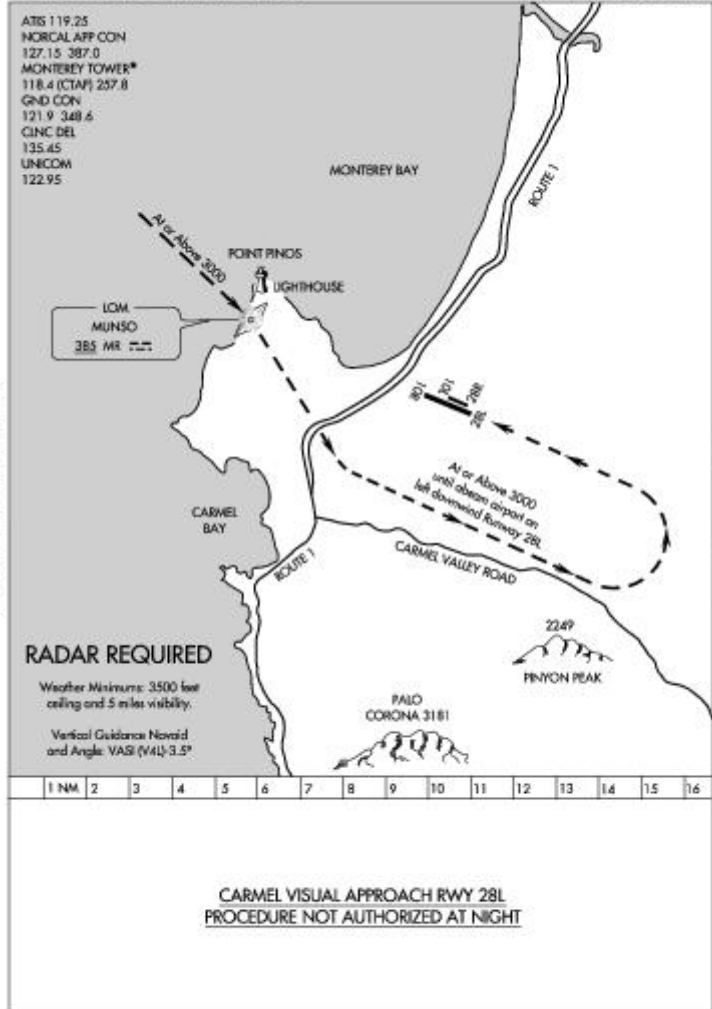 ATIS 119.25
NORCAL APP CON
127.15 387.0
MONTEREY TOWER*
118.4 (CTAF) 257.8
GND CON
121.9 348.6
CLNC DEL
135.45
UNICOM
122.95
MONTEREY BAY
ROUTE 1
At or Above 3000
POINT PINOS
LIGHTHOUSE
LOM
MUNSO
385 MR
10R
10L
28R
28L
At or Above 3000
until abeam airport on
left downwind Runway 28L
CARMEL
BAY
ROUTE 1
CARMEL VALLEY ROAD
2249
PINYON PEAK
RADAR REQUIRED
Weather Minimums: 3500 feet
ceiling and 5 miles visibility.
Vertical Guidance Navaid
and Angle: VASI (V4L)-3.5°
PALO
CORONA 3181
1 NM 2 3 4 5 6 7 8 9 10 11 12 13 14 15 16
CARMEL VISUAL APPROACH RWY 28L
PROCEDURE NOT AUTHORIZED AT NIGHT